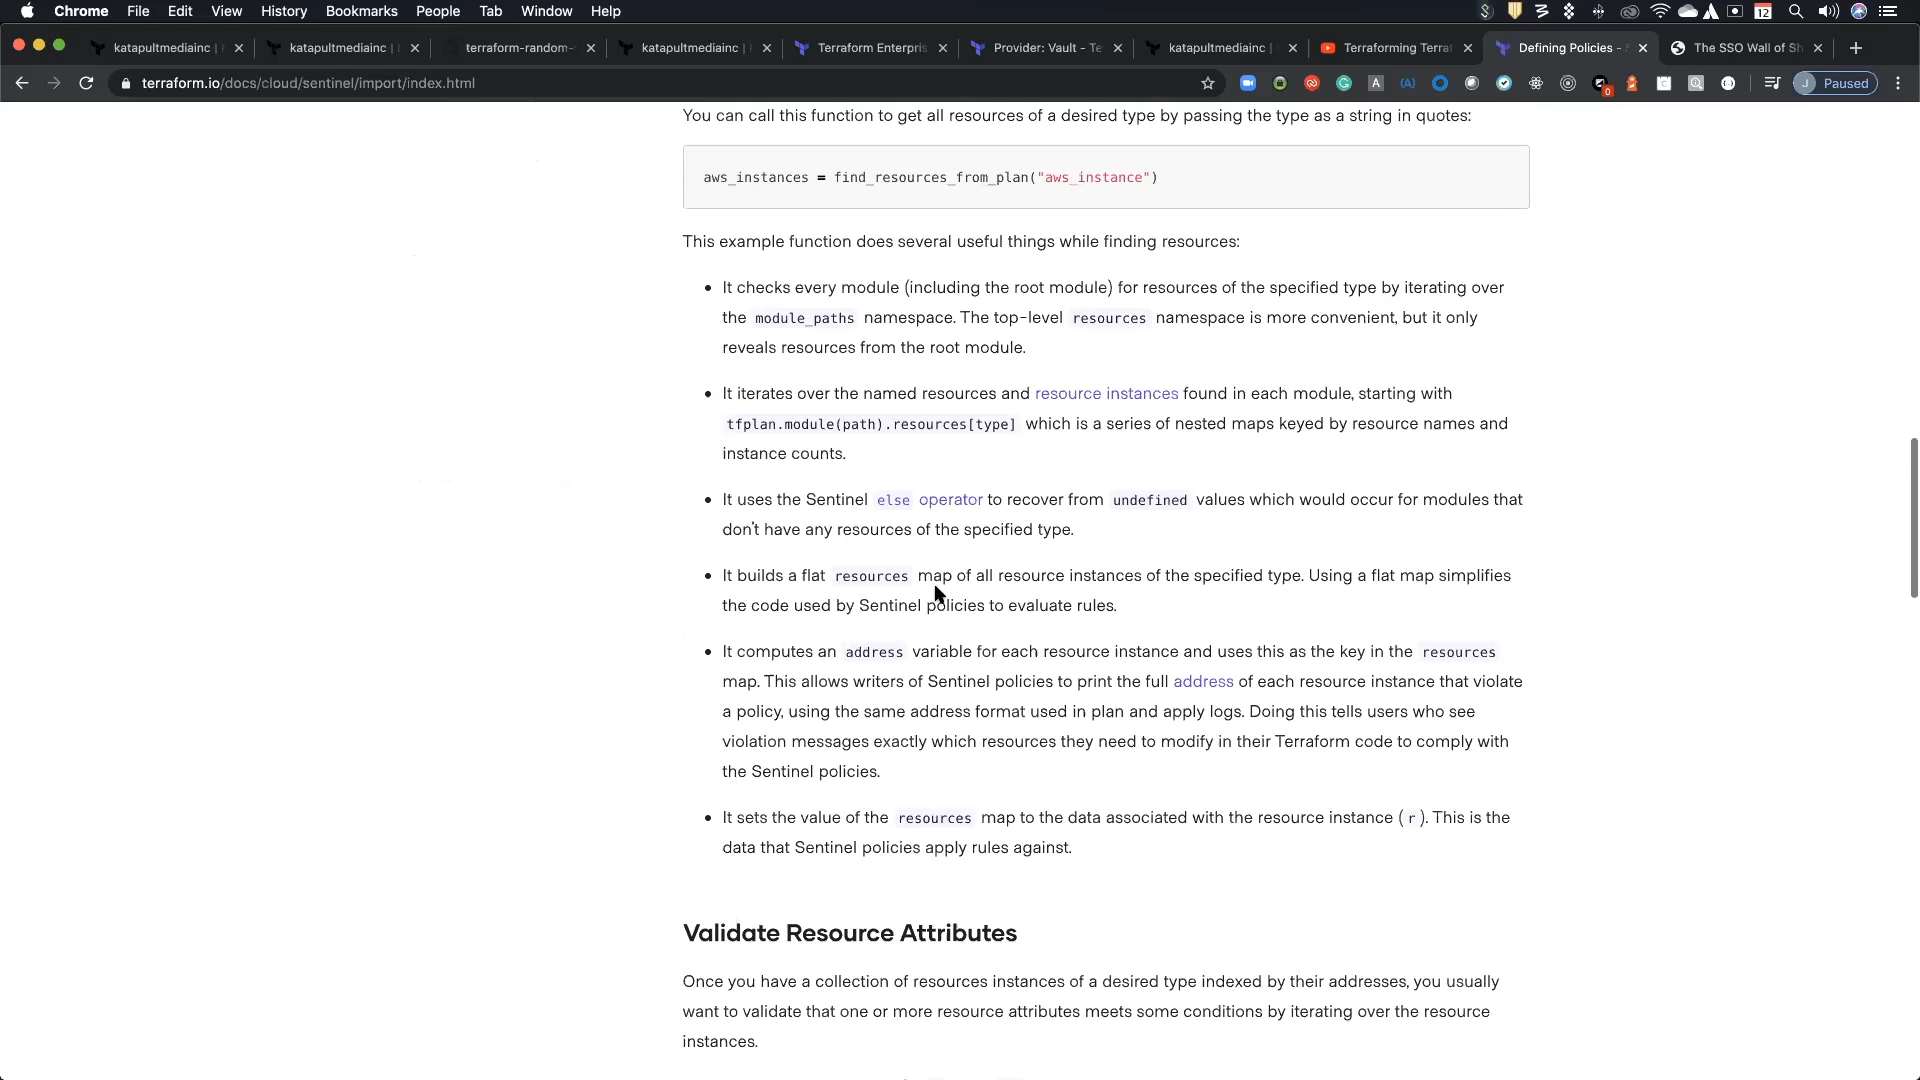 Chrome File Edit View History Bookmarks People Tab Window Help
12
katapultmediainc |
katapultmediainc |
terraform-random-
katapultmediainc |
Terraform Enterpris
Provider: Vault - Te
katapultmediainc |
Terraforming Terraf
Defining Policies - S
The SSO Wall of Sh
terraform.io/docs/cloud/sentinel/import/index.html
0
J Paused
You can call this function to get all resources of a desired type by passing the type as a string in quotes:
aws_instances = find_resources_from_plan("aws_instance")
This example function does several useful things while finding resources:
• It checks every module (including the root module) for resources of the specified type by iterating over
the module_paths namespace. The top-level resources namespace is more convenient, but it only
reveals resources from the root module.
• It iterates over the named resources and resource instances found in each module, starting with
tfplan.module(path).resources[type] which is a series of nested maps keyed by resource names and
instance counts.
• It uses the Sentinel else operator to recover from undefined values which would occur for modules that
don't have any resources of the specified type.
• It builds a flat resources map of all resource instances of the specified type. Using a flat map simplifies
the code used by Sentinel policies to evaluate rules.
• It computes an address variable for each resource instance and uses this as the key in the resources
map. This allows writers of Sentinel policies to print the full address of each resource instance that violate
a policy, using the same address format used in plan and apply logs. Doing this tells users who see
violation messages exactly which resources they need to modify in their Terraform code to comply with
the Sentinel policies.
• It sets the value of the resources map to the data associated with the resource instance ( r ). This is the
data that Sentinel policies apply rules against.
Validate Resource Attributes
Once you have a collection of resources instances of a desired type indexed by their addresses, you usually
want to validate that one or more resource attributes meets some conditions by iterating over the resource
instances.